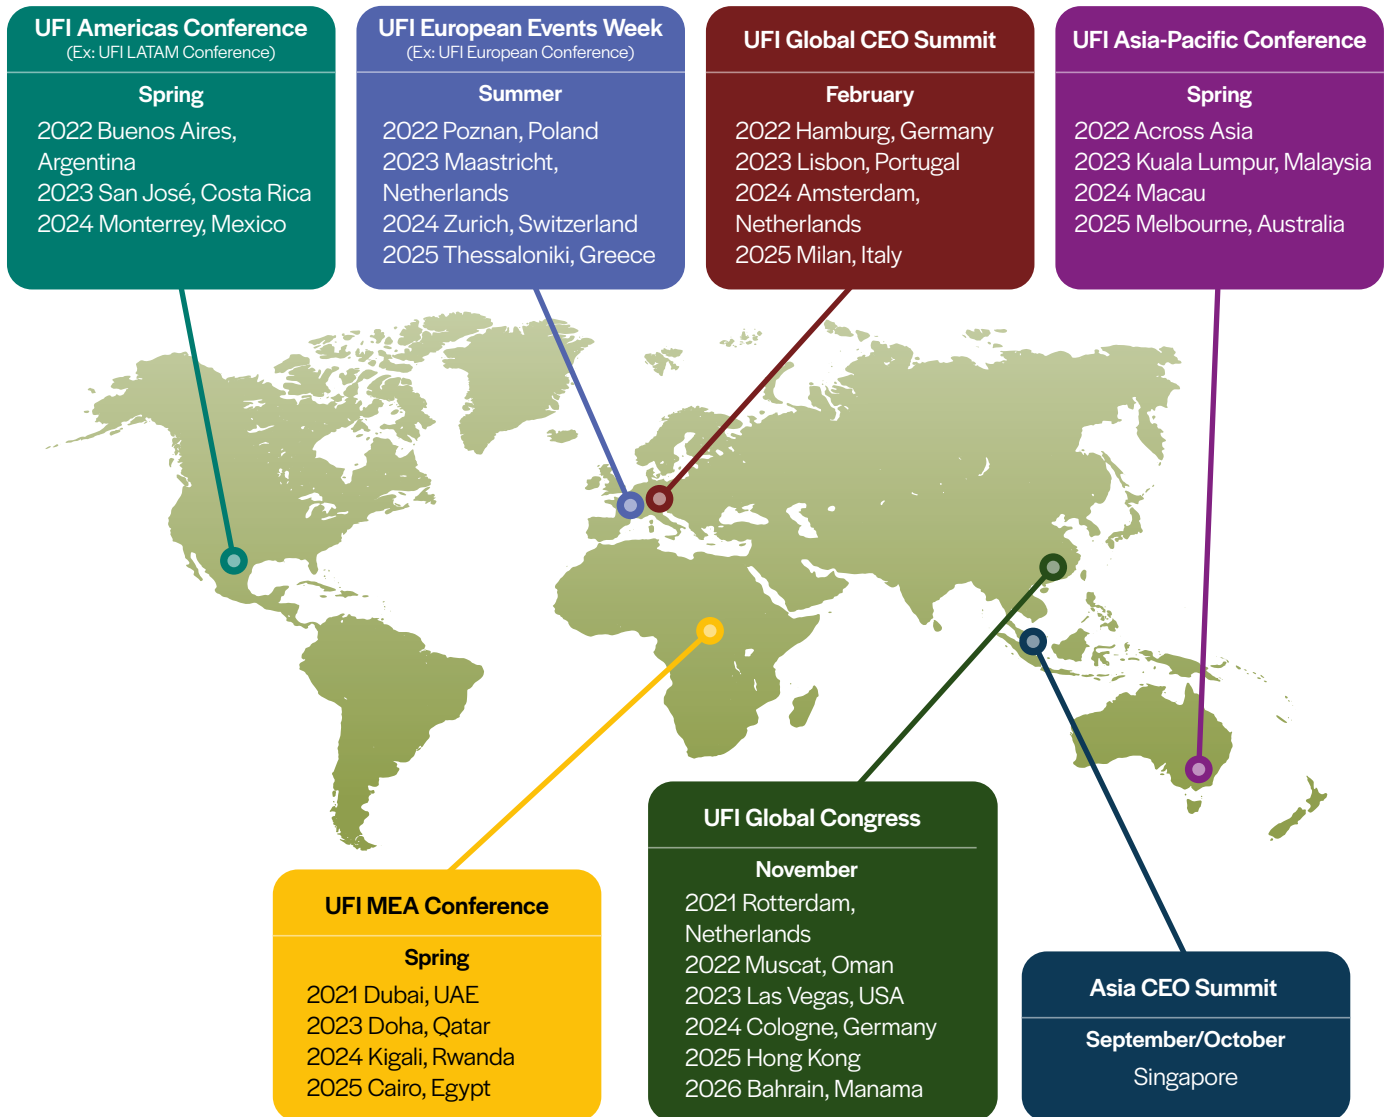 UFI Americas Conference
(Ex: UFI LATAM Conference)
Spring
2022 Buenos Aires,
Argentina
2023 San José, Costa Rica
2024 Monterrey, Mexico
UFI European Events Week
(Ex: UFI European Conference)
Summer
2022 Poznan, Poland
2023 Maastricht,
Netherlands
2024 Zurich, Switzerland
2025 Thessaloniki, Greece
UFI Global CEO Summit
February
2022 Hamburg, Germany
2023 Lisbon, Portugal
2024 Amsterdam,
Netherlands
2025 Milan, Italy
UFI Asia-Pacific Conference
Spring
2022 Across Asia
2023 Kuala Lumpur, Malaysia
2024 Macau
2025 Melbourne, Australia
UFI MEA Conference
Spring
2021 Dubai, UAE
2023 Doha, Qatar
2024 Kigali, Rwanda
2025 Cairo, Egypt
UFI Global Congress
November
2021 Rotterdam,
Netherlands
2022 Muscat, Oman
2023 Las Vegas, USA
2024 Cologne, Germany
2025 Hong Kong
2026 Bahrain, Manama
Asia CEO Summit
September/October
Singapore